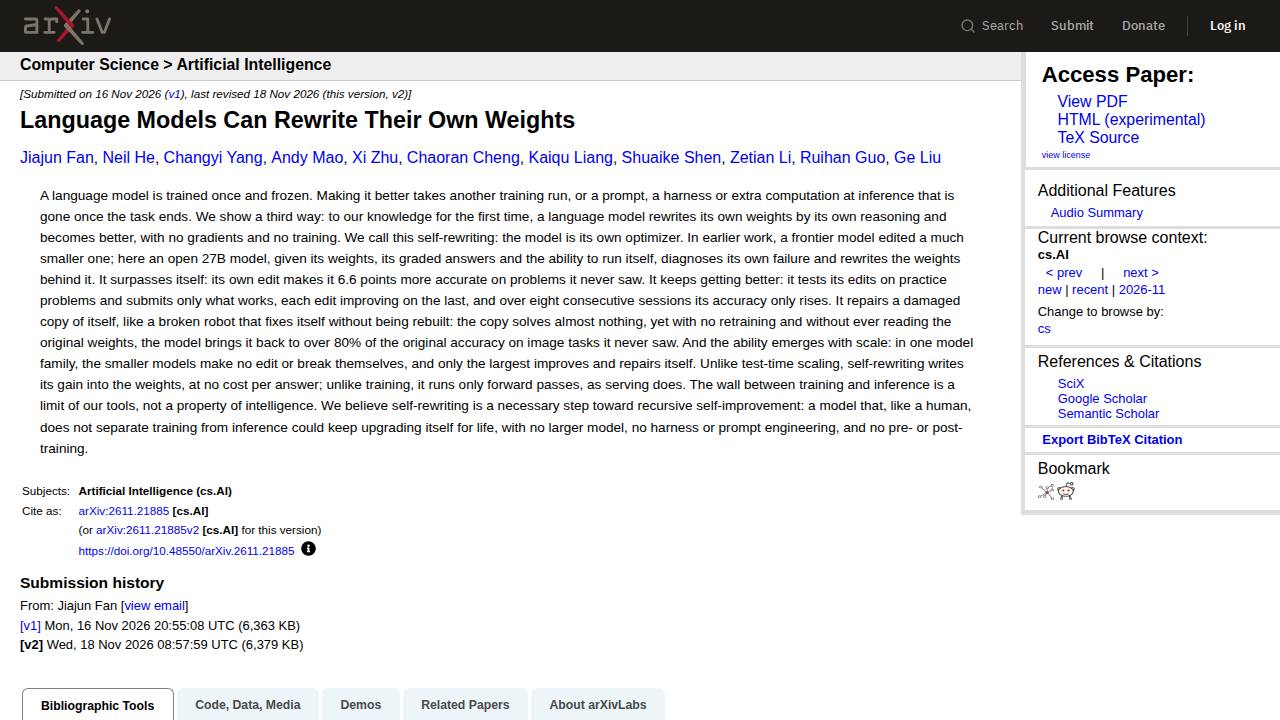 arXiv
Search Submit Donate Log in
Computer Science > Artificial Intelligence
[Submitted on 16 Nov 2026 (v1), last revised 18 Nov 2026 (this version, v2)]
Language Models Can Rewrite Their Own Weights
Jiajun Fan, Neil He, Changyi Yang, Andy Mao, Xi Zhu, Chaoran Cheng, Kaiqu Liang, Shuaike Shen, Zetian Li, Ruihan Guo, Ge Liu
A language model is trained once and frozen. Making it better takes another training run, or a prompt, a harness or extra computation at inference that is
gone once the task ends. We show a third way: to our knowledge for the first time, a language model rewrites its own weights by its own reasoning and
becomes better, with no gradients and no training. We call this self-rewriting: the model is its own optimizer. In earlier work, a frontier model edited a much
smaller one; here an open 27B model, given its weights, its graded answers and the ability to run itself, diagnoses its own failure and rewrites the weights
behind it. It surpasses itself: its own edit makes it 6.6 points more accurate on problems it never saw. It keeps getting better: it tests its edits on practice
problems and submits only what works, each edit improving on the last, and over eight consecutive sessions its accuracy only rises. It repairs a damaged
copy of itself, like a broken robot that fixes itself without being rebuilt: the copy solves almost nothing, yet with no retraining and without ever reading the
original weights, the model brings it back to over 80% of the original accuracy on image tasks it never saw. And the ability emerges with scale: in one model
family, the smaller models make no edit or break themselves, and only the largest improves and repairs itself. Unlike test-time scaling, self-rewriting writes
its gain into the weights, at no cost per answer; unlike training, it runs only forward passes, as serving does. The wall between training and inference is a
limit of our tools, not a property of intelligence. We believe self-rewriting is a necessary step toward recursive self-improvement: a model that, like a human,
does not separate training from inference could keep upgrading itself for life, with no larger model, no harness or prompt engineering, and no pre- or post-
training.
Subjects: Artificial Intelligence (cs.AI)
Cite as: arXiv:2611.21885 [cs.AI]
(or arXiv:2611.21885v2 [cs.AI] for this version)
https://doi.org/10.48550/arXiv.2611.21885
Submission history
From: Jiajun Fan [view email]
[v1] Mon, 16 Nov 2026 20:55:08 UTC (6,363 KB)
[v2] Wed, 18 Nov 2026 08:57:59 UTC (6,379 KB)
Bibliographic Tools Code, Data, Media Demos Related Papers About arXivLabs
Access Paper:
View PDF
HTML (experimental)
TeX Source
view license
Additional Features
Audio Summary
Current browse context:
cs.AI
< prev | next >
new | recent | 2026-11
Change to browse by:
cs
References & Citations
SciX
Google Scholar
Semantic Scholar
Export BibTeX Citation
Bookmark